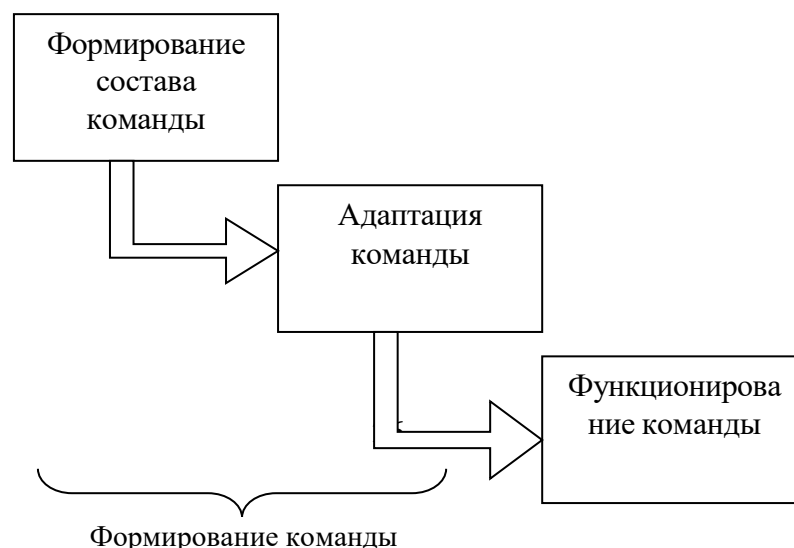 Формирование
состава
команды
Адаптация
команды
Функционирова
ние команды
Формирование команды